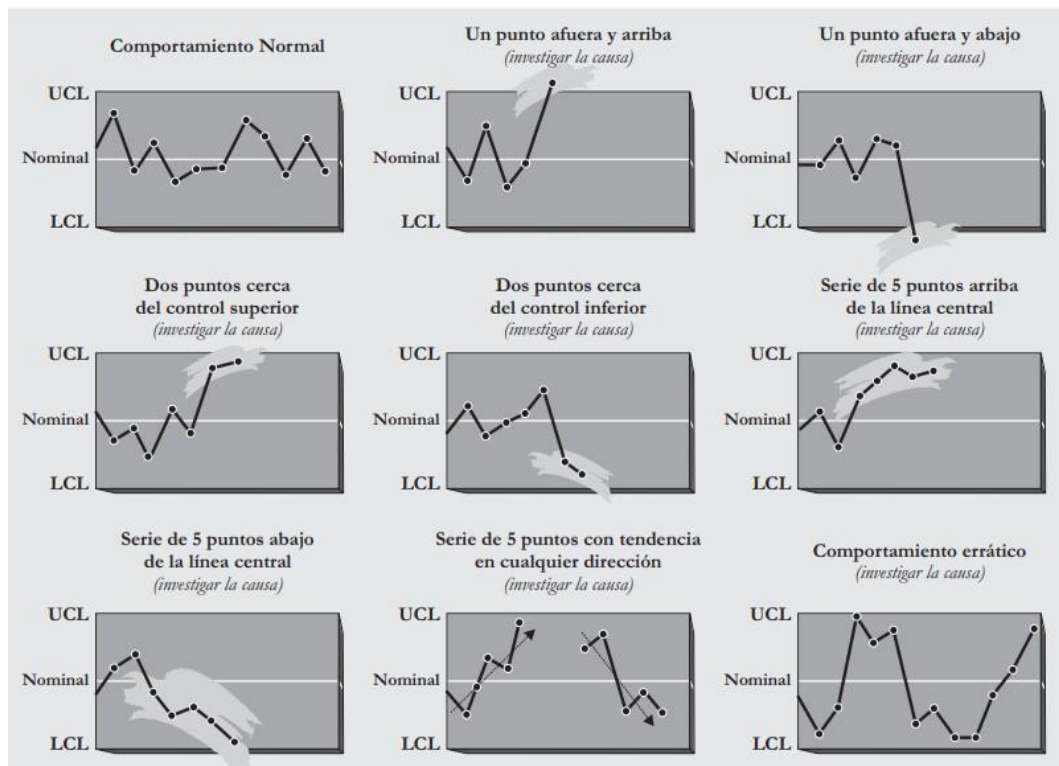 Comportamiento Normal
Un punto afuera y arriba
(investigar la causa)
Un punto afuera y abajo
(investigar la causa)
UCL
Nominal
LCL
UCL
Nominal
LCL
UCL
Nominal
LCL
Dos puntos cerca
del control superior
(investigar la causa)
Dos puntos cerca
del control inferior
(investigar la causa)
Serie de 5 puntos arriba
de la línea central
(investigar la causa)
UCL
Nominal
LCL
UCL
Nominal
LCL
UCL
Nominal
LCL
Serie de 5 puntos abajo
de la línea central
(investigar la causa)
Serie de 5 puntos con tendencia
en cualquier dirección
(investigar la causa)
Comportamiento errático
(investigar la causa)
UCL
Nominal
LCL
UCL
Nominal
LCL
UCL
Nominal
LCL